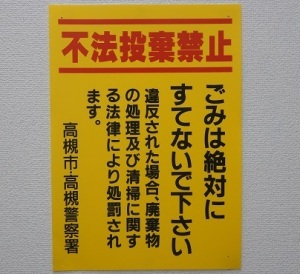 不法投棄禁止
ごみは絶対に
すてないで下さい
違反された場合、廃棄物
の処理及び清掃に関す
る法律により処罰され
ます。
高槻市・高槻警察署